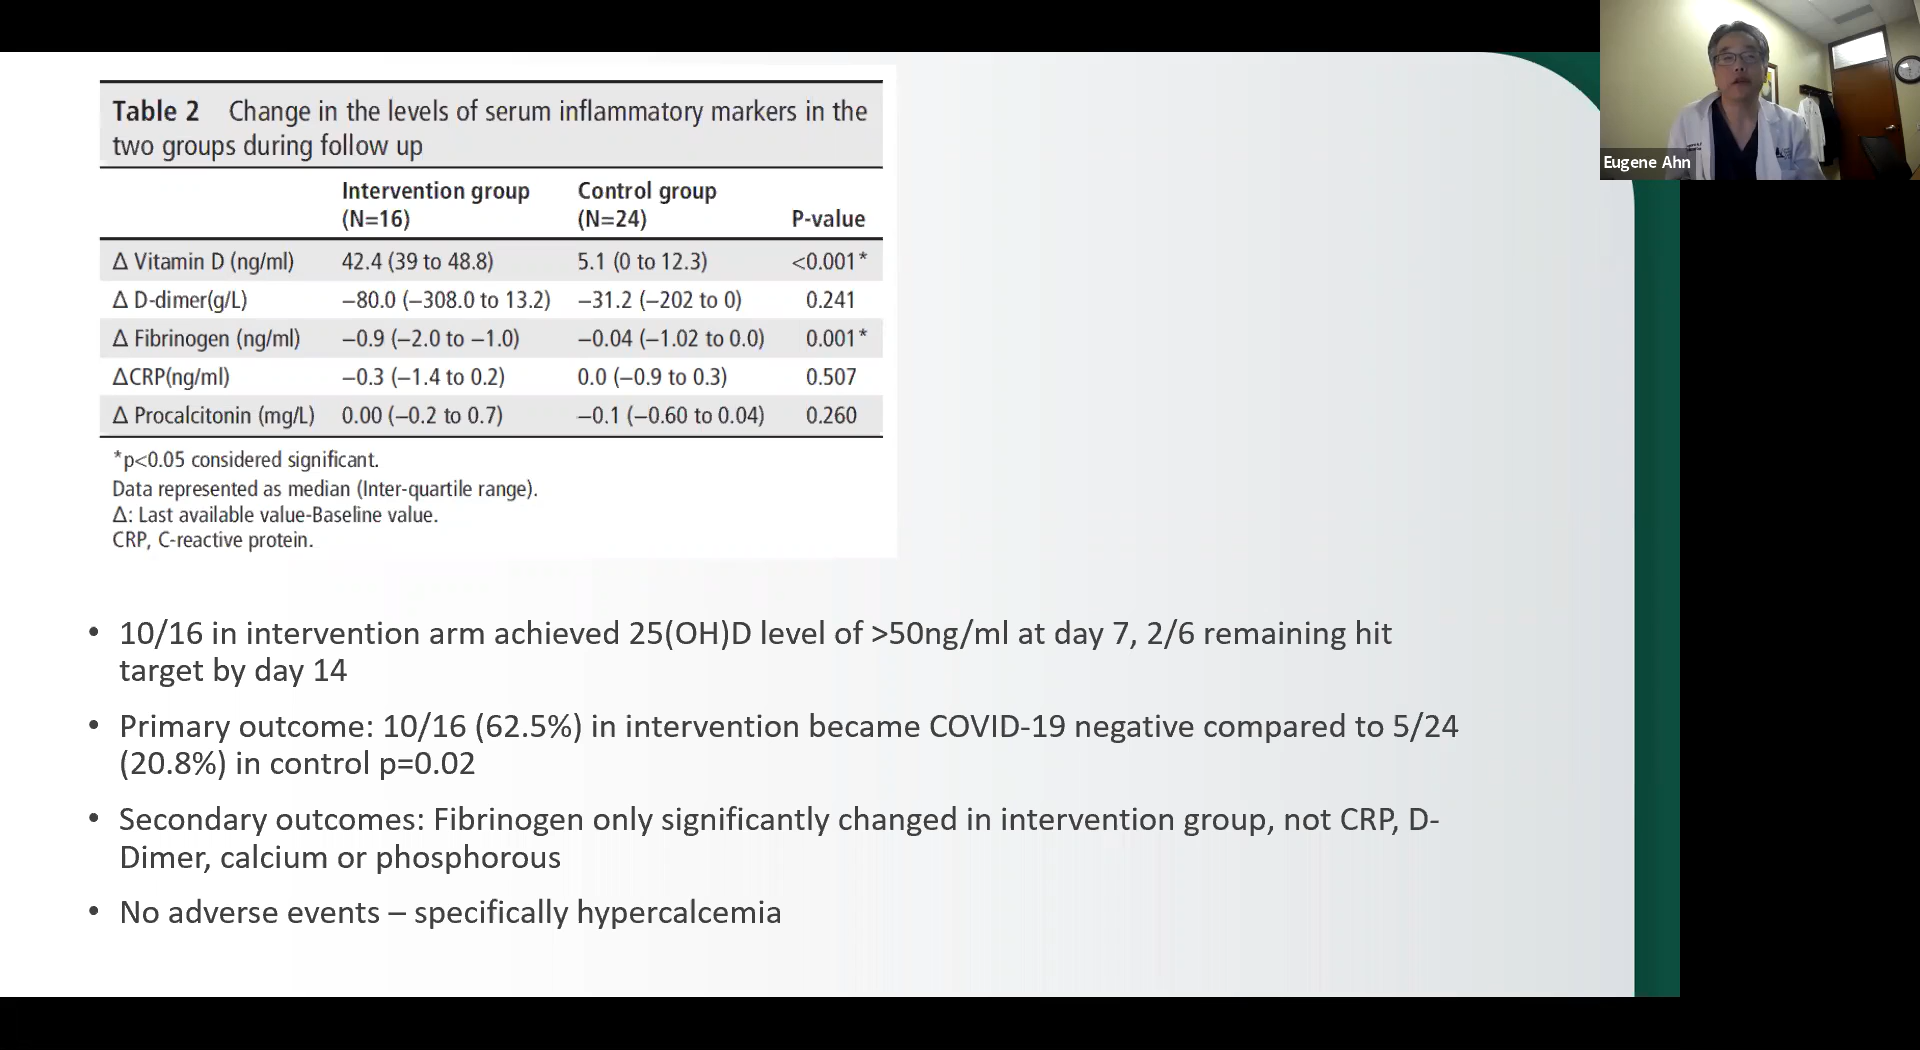 Table 2 Change in the levels of serum inflammatory markers in the
two groups during follow up
Intervention group (N=16) Control group (N=24) P-value
Δ Vitamin D (ng/ml) 42.4 (39 to 48.8) 5.1 (0 to 12.3) <0.001*
Δ D-dimer(g/L) −80.0 (−308.0 to 13.2) −31.2 (−202 to 0) 0.241
Δ Fibrinogen (ng/ml) −0.9 (−2.0 to −1.0) −0.04 (−1.02 to 0.0) 0.001*
ΔCRP(ng/ml) −0.3 (−1.4 to 0.2) 0.0 (−0.9 to 0.3) 0.507
Δ Procalcitonin (mg/L) 0.00 (−0.2 to 0.7) −0.1 (−0.60 to 0.04) 0.260
*p<0.05 considered significant.
Data represented as median (Inter-quartile range).
Δ: Last available value-Baseline value.
CRP, C-reactive protein.
• 10/16 in intervention arm achieved 25(OH)D level of >50ng/ml at day 7, 2/6 remaining hit
target by day 14
• Primary outcome: 10/16 (62.5%) in intervention became COVID-19 negative compared to 5/24
(20.8%) in control p=0.02
• Secondary outcomes: Fibrinogen only significantly changed in intervention group, not CRP, D-
Dimer, calcium or phosphorous
• No adverse events – specifically hypercalcemia
Eugene Ahn